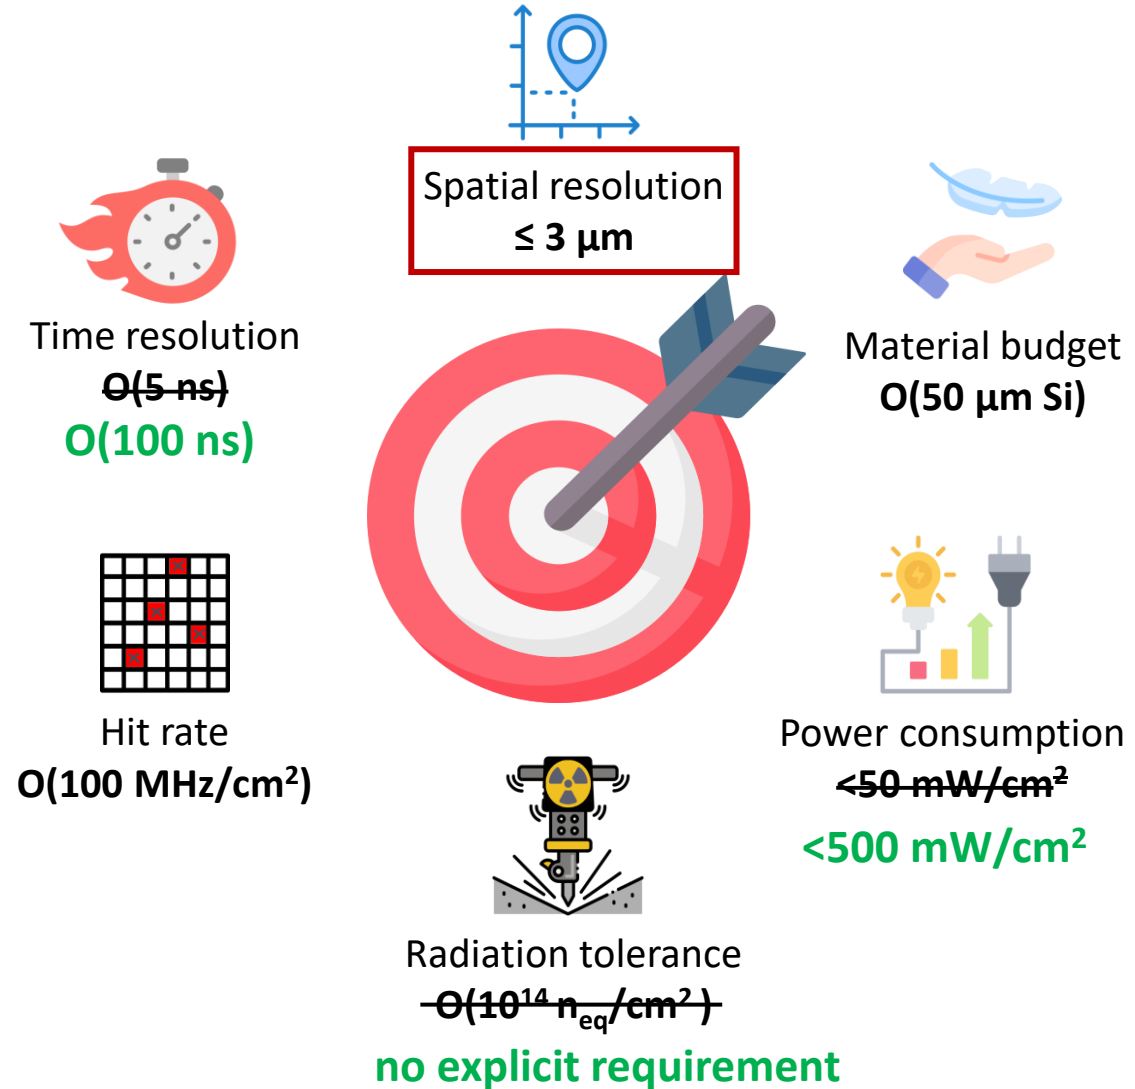 Spatial resolution
≤ 3 µm
Time resolution
O(5 ns)
O(100 ns)
Material budget
O(50 µm Si)
Hit rate
O(100 MHz/cm²)
Power consumption
<50 mW/cm²
<500 mW/cm²
Radiation tolerance
O(10¹⁴ nₑq/cm² )
no explicit requirement